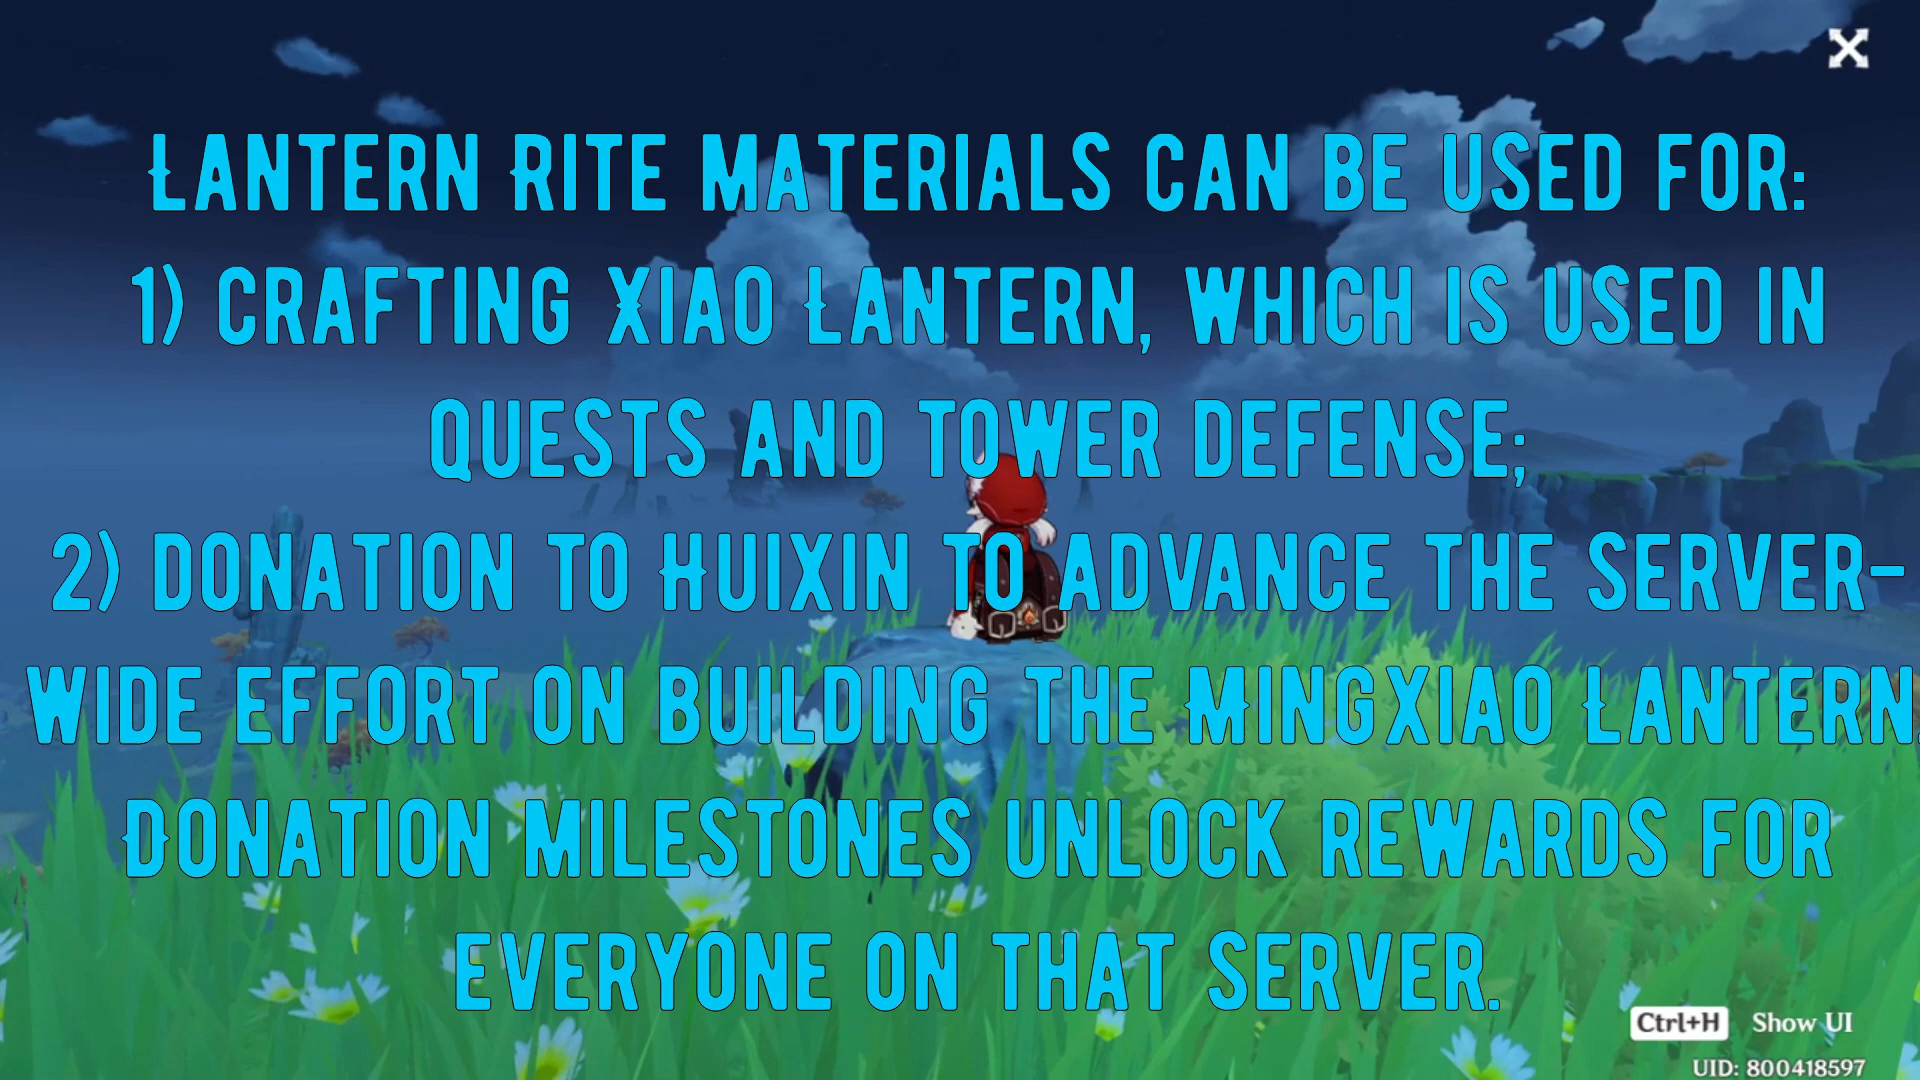 Lantern Rite materials can be used for:
1) crafting Xiao Lantern, which is used in
quests and tower defense;
2) donation to Huixin to advance the server-
wide effort on building the Mingxiao Lantern.
Donation milestones unlock rewards for
everyone on that server.
Ctrl+H Show UI
UID: 800418597